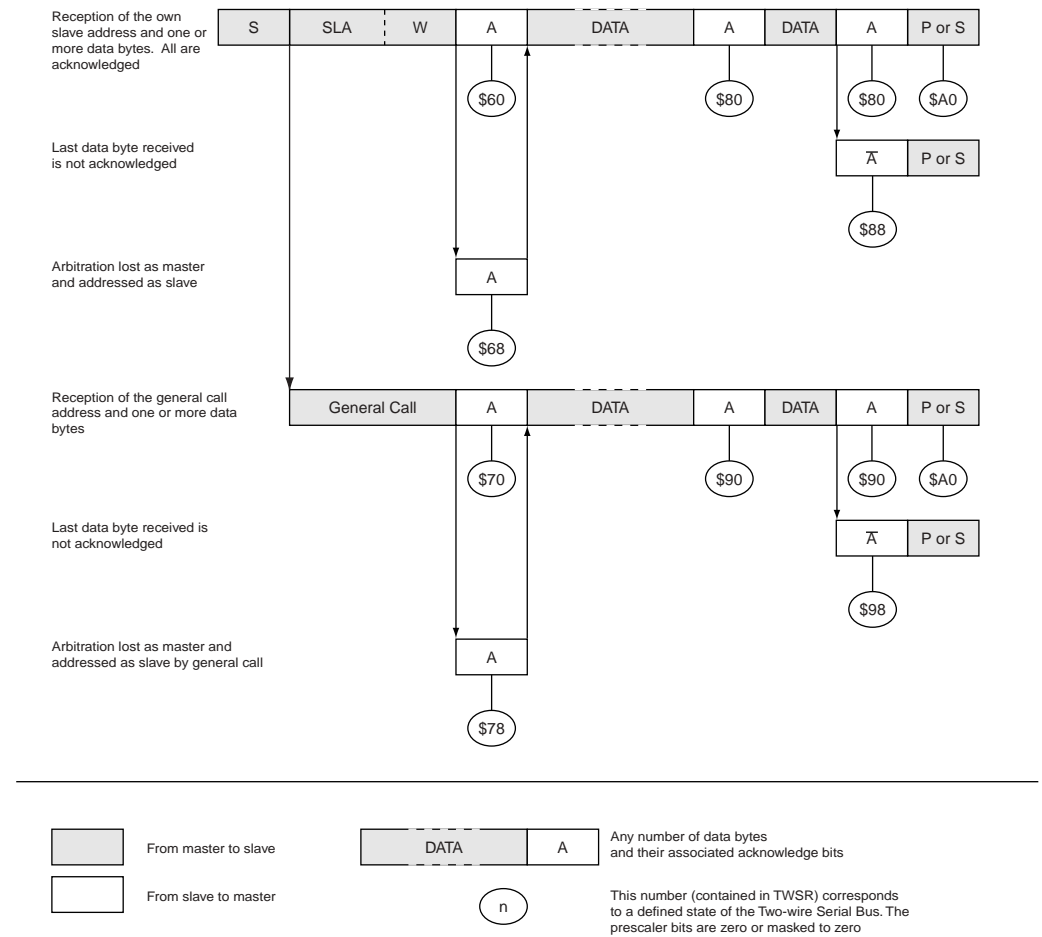 Reception of the own
slave address and one or
more data bytes. All are
acknowledged
S SLA W A DATA A DATA A P or S
$60 $80 $80 $A0
Last data byte received
is not acknowledged
A̅ P or S
$88
Arbitration lost as master
and addressed as slave
A
$68
Reception of the general call
address and one or more data
bytes
General Call A DATA A DATA A P or S
$70 $90 $90 $A0
Last data byte received is
not acknowledged
A̅ P or S
$98
Arbitration lost as master and
addressed as slave by general call
A
$78
From master to slave
DATA A
Any number of data bytes
and their associated acknowledge bits
From slave to master
n
This number (contained in TWSR) corresponds
to a defined state of the Two-wire Serial Bus. The
prescaler bits are zero or masked to zero